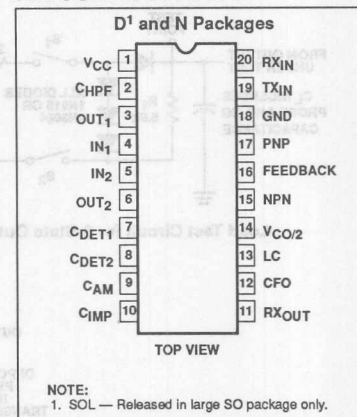 D1 and N Packages
VCC 1 20 RXIN
CHPF 2 19 TXIN
OUT1 3 18 GND
IN1 4 17 PNP
IN2 5 16 FEEDBACK
OUT2 6 15 NPN
CDET1 7 14 VCO/2
CDET2 8 13 LC
CAM 9 12 CFO
CIMP 10 11 RXOUT
TOP VIEW
NOTE:
1. SOL — Released in large SO package only.